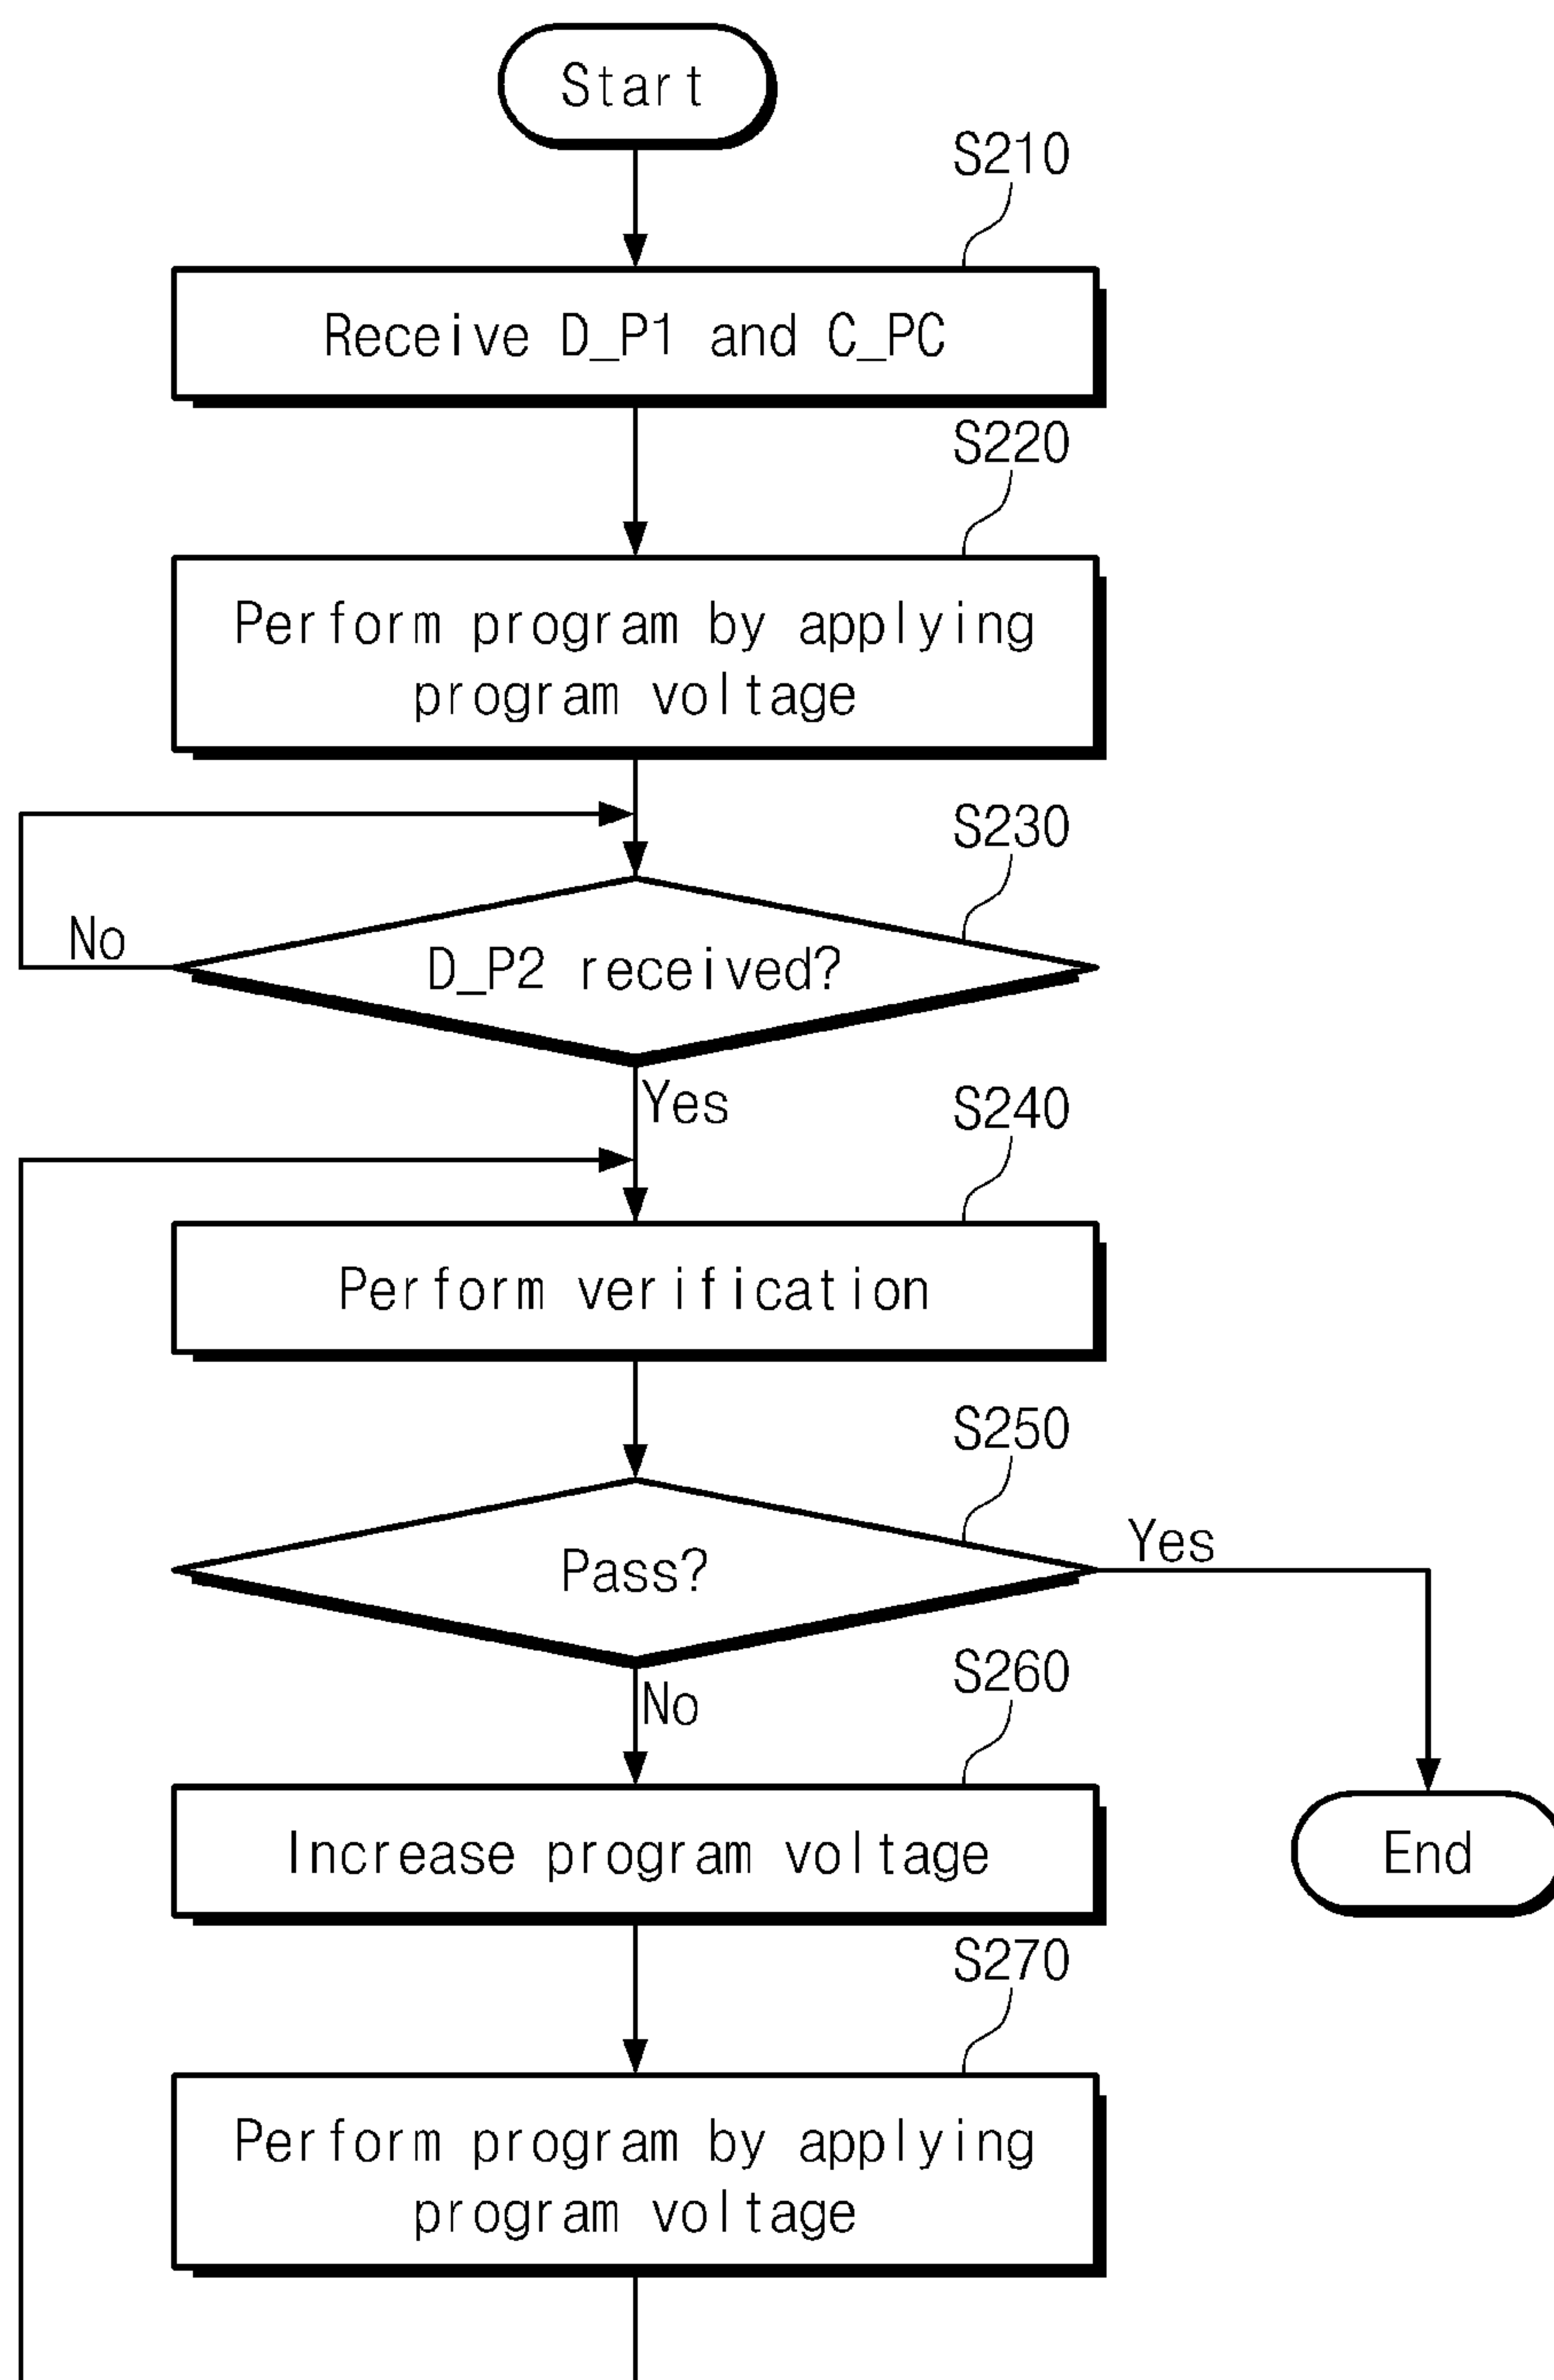 Start
S210
Receive D_P1 and C_PC
S220
Perform program by applying
program voltage
S230
No
D_P2 received?
Yes
S240
Perform verification
S250
Yes
Pass?
S260
No
Increase program voltage
End
S270
Perform program by applying
program voltage